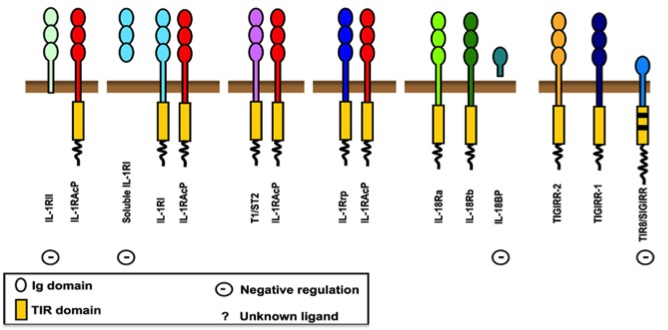 IL-1RII
IL-1RAcP
Soluble IL-1RI
IL-1RI
IL-1RAcP
T1/ST2
IL-1RAcP
IL-1Rrp
IL-1RAcP
IL-18Ra
IL-18Rb
IL-18BP
TIGIRR-2
TIGIRR-1
TIR8/SIGIRR
Ig domain
TIR domain
- Negative regulation
? Unknown ligand